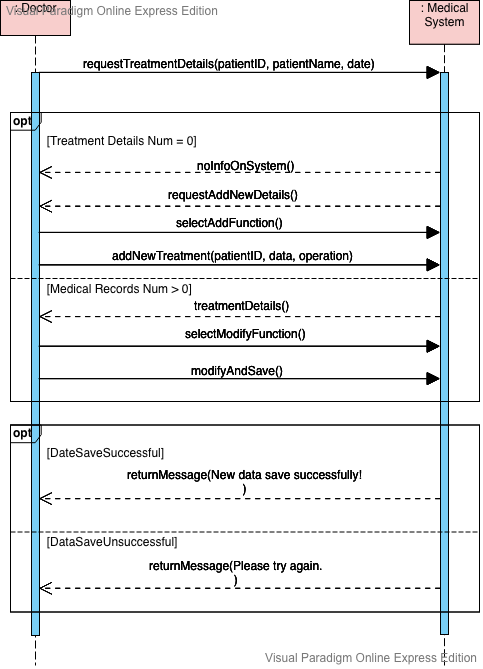 Visual Paradigm Online Express Edition
: Doctor
: Medical
System
requestTreatmentDetails(patientID, patientName, date)
opt
[Treatment Details Num = 0]
noInfoOnSystem()
requestAddNewDetails()
selectAddFunction()
addNewTreatment(patientID, data, operation)
[Medical Records Num > 0]
treatmentDetails()
selectModifyFunction()
modifyAndSave()
opt
[DateSaveSuccessful]
returnMessage(New data save successfully!
)
[DataSaveUnsuccessful]
returnMessage(Please try again.
)
Visual Paradigm Online Express Edition